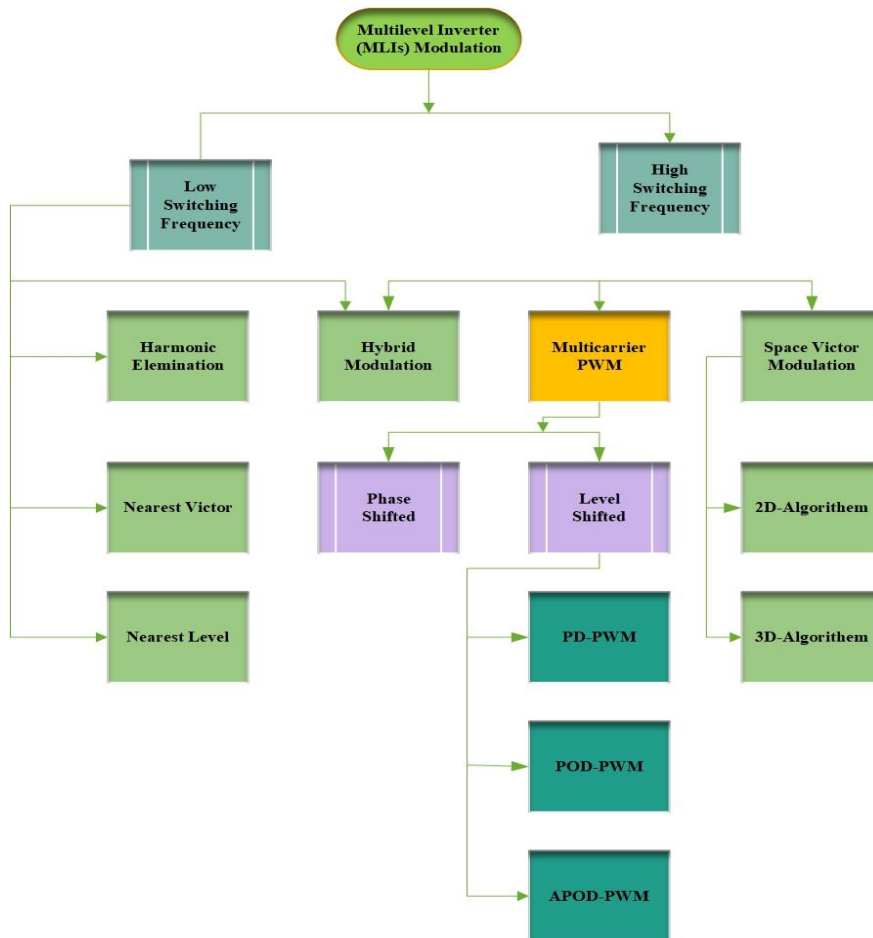 Multilevel Inverter
(MLIs) Modulation
Low
Switching
Frequency
High
Switching
Frequency
Harmonic
Elemination
Hybrid
Modulation
Multicarrier
PWM
Space Victor
Modulation
Nearest Victor
Phase
Shifted
Level
Shifted
2D-Algorithem
Nearest Level
PD-PWM
3D-Algorithem
POD-PWM
APOD-PWM